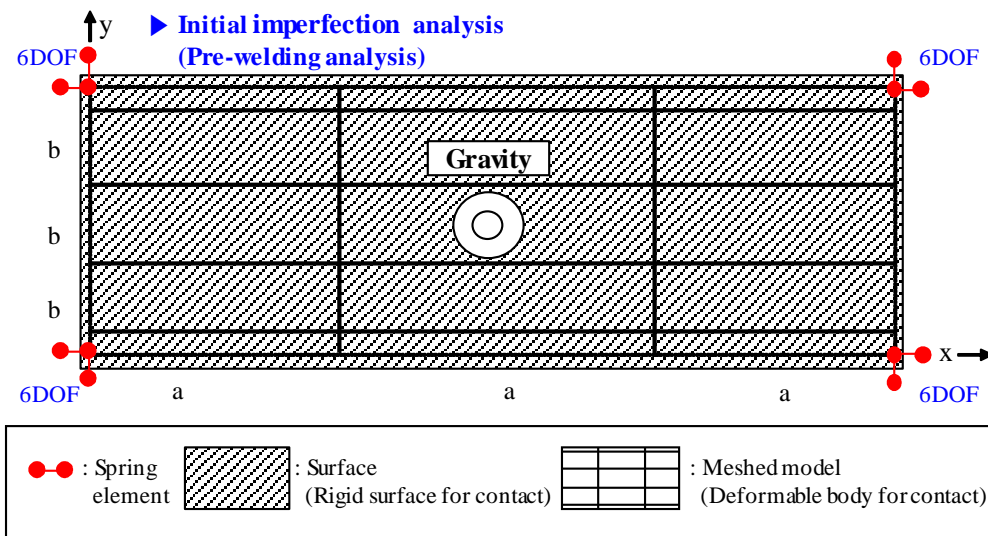 y
▶ Initial imperfection analysis
(Pre-welding analysis)
6DOF
6DOF
b
Gravity
b
b
x
6DOF
a
a
a
6DOF
: Spring
element
: Surface
(Rigid surface for contact)
: Meshed model
(Deformable body for contact)